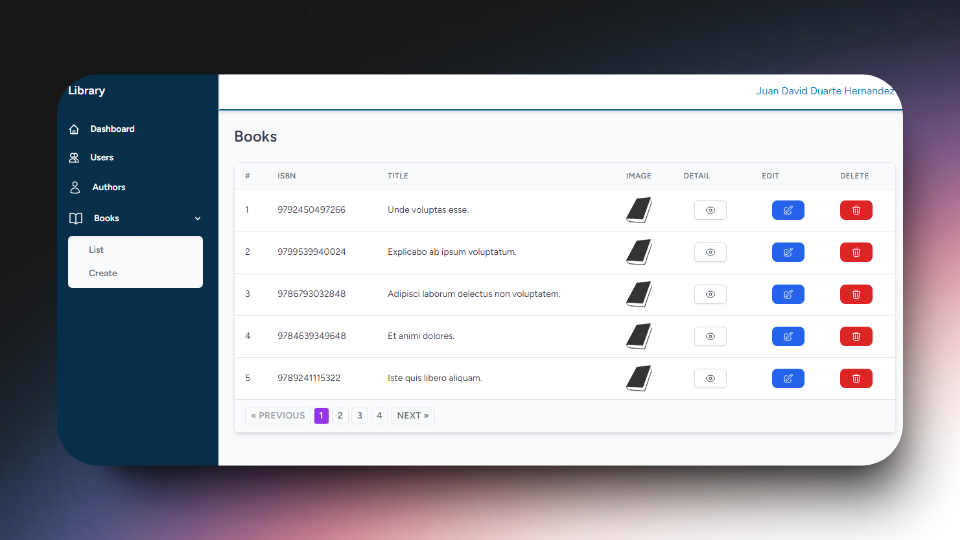 Library
Juan David Duarte Hernandez
Dashboard
Users
Authors
Books
List
Create
Books
# ISBN TITLE IMAGE DETAIL EDIT DELETE
1 9792450497266 Unde voluptas esse.
2 9799539940024 Explicabo ab ipsum voluptatum.
3 9786793032848 Adipisci laborum delectus non voluptatem.
4 9784639349648 Et animi dolores.
5 9789241115322 Iste quis libero aliquam.
« PREVIOUS 1 2 3 4 NEXT »